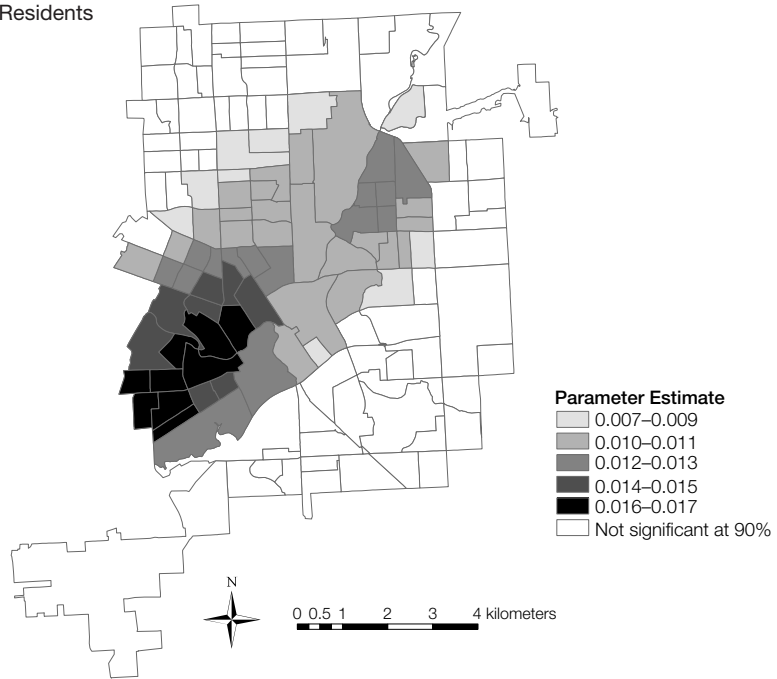 Residents
Parameter Estimate
0.007–0.009
0.010–0.011
0.012–0.013
0.014–0.015
0.016–0.017
Not significant at 90%
N
0 0.5 1 2 3 4 kilometers